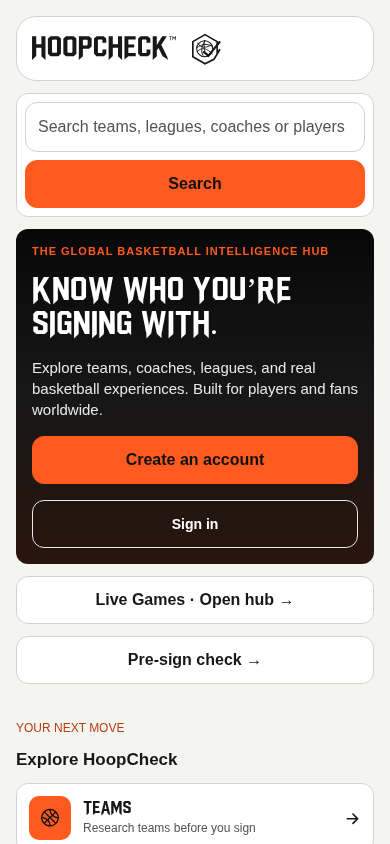 HOOPCHECK™
Search teams, leagues, coaches or players
Search
THE GLOBAL BASKETBALL INTELLIGENCE HUB
KNOW WHO YOU'RE
SIGNING WITH.
Explore teams, coaches, leagues, and real
basketball experiences. Built for players and fans
worldwide.
Create an account
Sign in
Live Games · Open hub →
Pre-sign check →
YOUR NEXT MOVE
Explore HoopCheck
TEAMS
Research teams before you sign